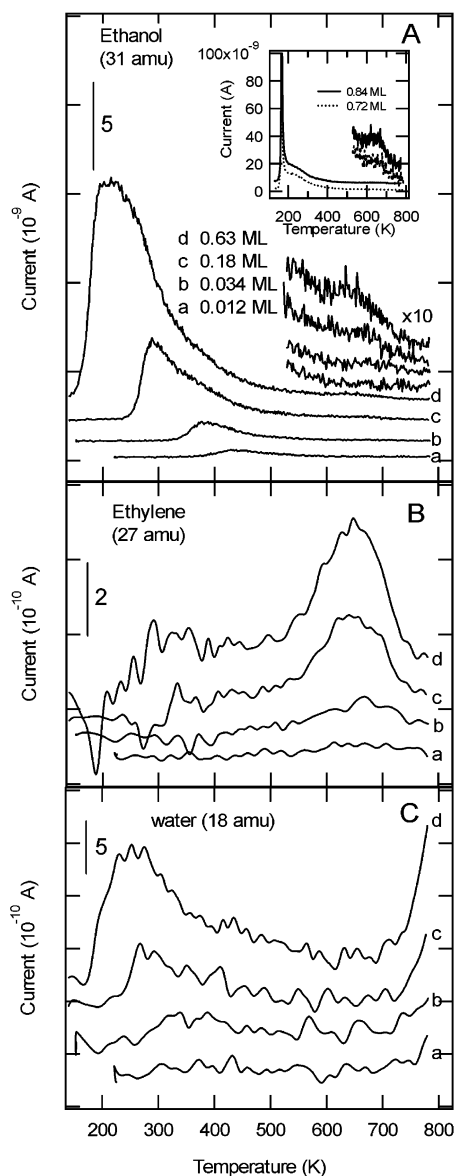 A
Ethanol
(31 amu)
5
100x10-9
80
60
40
20
0
Current (A)
0.84 ML
0.72 ML
200
400
600
800
Temperature (K)
d 0.63 ML
c 0.18 ML
b 0.034 ML
a 0.012 ML
x10
d
c
b
a
Current (10-9 A)
B
Ethylene
(27 amu)
2
d
c
b
a
Current (10-10 A)
C
water (18 amu)
5
d
c
b
a
Current (10-10 A)
200
300
400
500
600
700
800
Temperature (K)